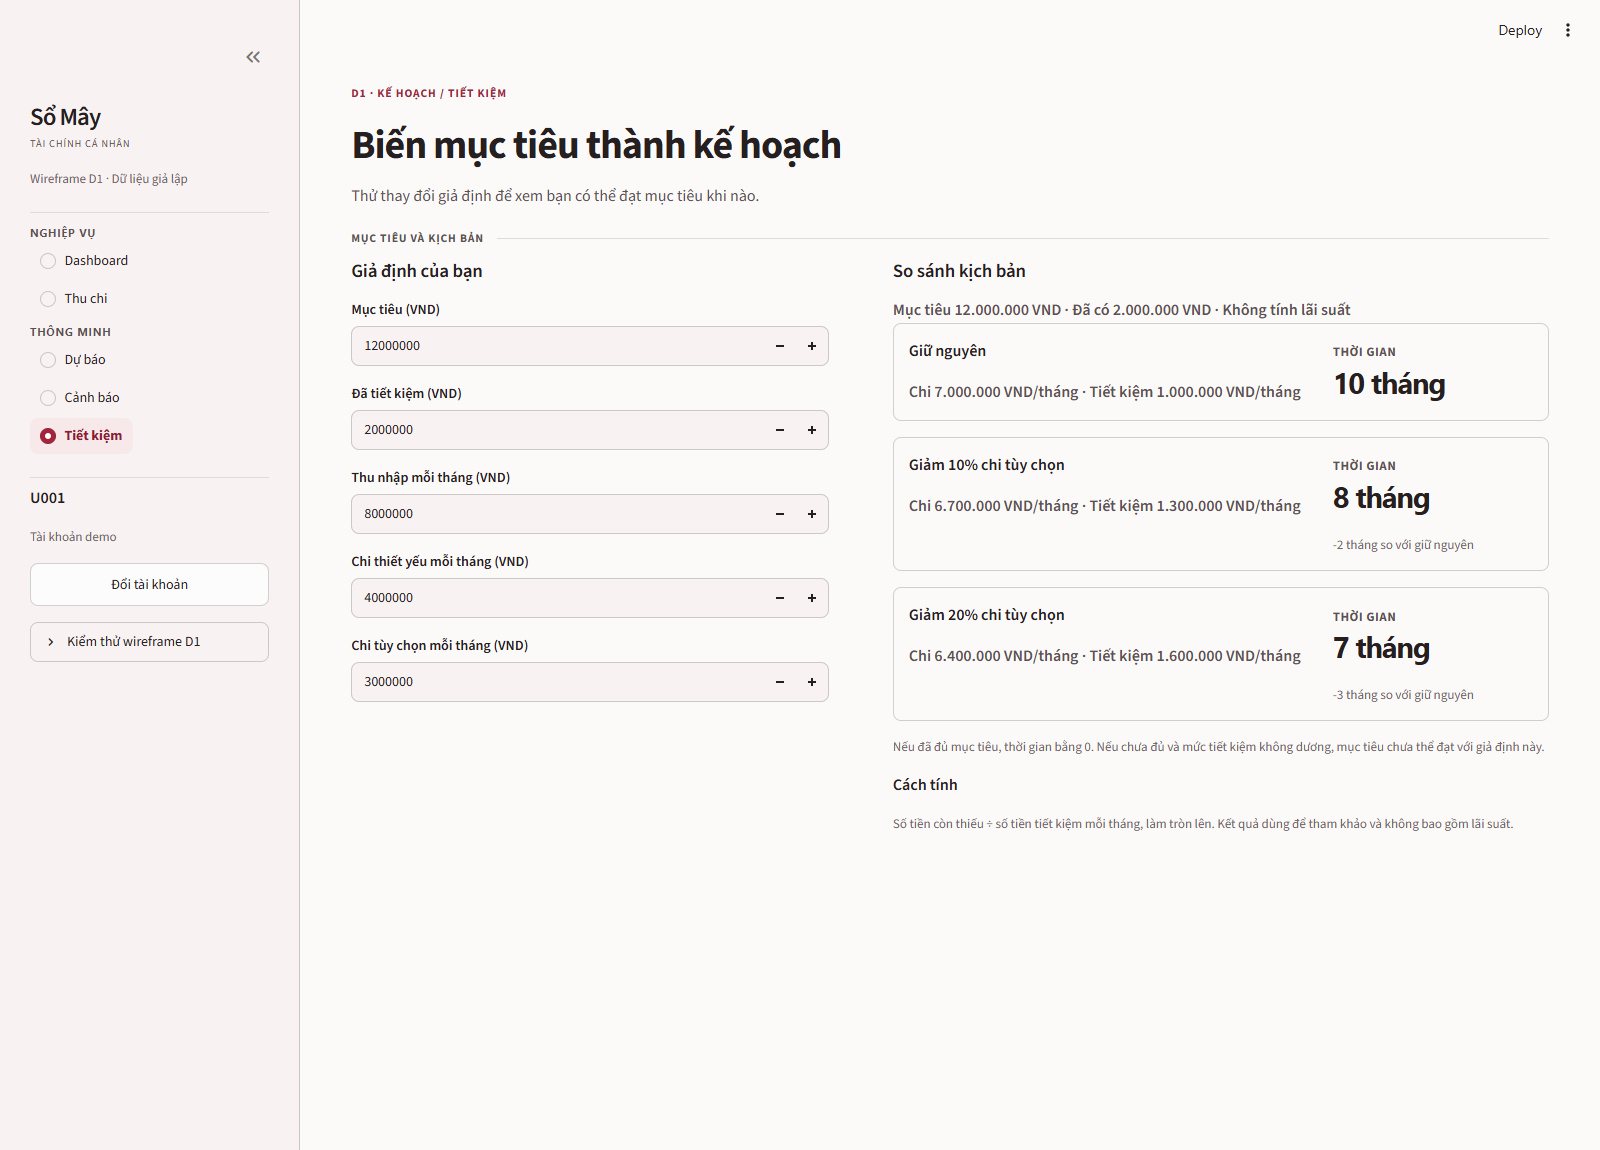 Deploy
Sổ Mây
TÀI CHÍNH CÁ NHÂN
Wireframe D1 · Dữ liệu giả lập
NGHIỆP VỤ
Dashboard
Thu chi
THÔNG MINH
Dự báo
Cảnh báo
Tiết kiệm
U001
Tài khoản demo
Đổi tài khoản
Kiểm thử wireframe D1
D1 · KẾ HOẠCH / TIẾT KIỆM
Biến mục tiêu thành kế hoạch
Thử thay đổi giả định để xem bạn có thể đạt mục tiêu khi nào.
MỤC TIÊU VÀ KỊCH BẢN
Giả định của bạn
Mục tiêu (VND)
12000000
Đã tiết kiệm (VND)
2000000
Thu nhập mỗi tháng (VND)
8000000
Chi thiết yếu mỗi tháng (VND)
4000000
Chi tùy chọn mỗi tháng (VND)
3000000
So sánh kịch bản
Mục tiêu 12.000.000 VND · Đã có 2.000.000 VND · Không tính lãi suất
Giữ nguyên
Chi 7.000.000 VND/tháng · Tiết kiệm 1.000.000 VND/tháng
THỜI GIAN
10 tháng
Giảm 10% chi tùy chọn
Chi 6.700.000 VND/tháng · Tiết kiệm 1.300.000 VND/tháng
THỜI GIAN
8 tháng
-2 tháng so với giữ nguyên
Giảm 20% chi tùy chọn
Chi 6.400.000 VND/tháng · Tiết kiệm 1.600.000 VND/tháng
THỜI GIAN
7 tháng
-3 tháng so với giữ nguyên
Nếu đã đủ mục tiêu, thời gian bằng 0. Nếu chưa đủ và mức tiết kiệm không dương, mục tiêu chưa thể đạt với giả định này.
Cách tính
Số tiền còn thiếu ÷ số tiền tiết kiệm mỗi tháng, làm tròn lên. Kết quả dùng để tham khảo và không bao gồm lãi suất.